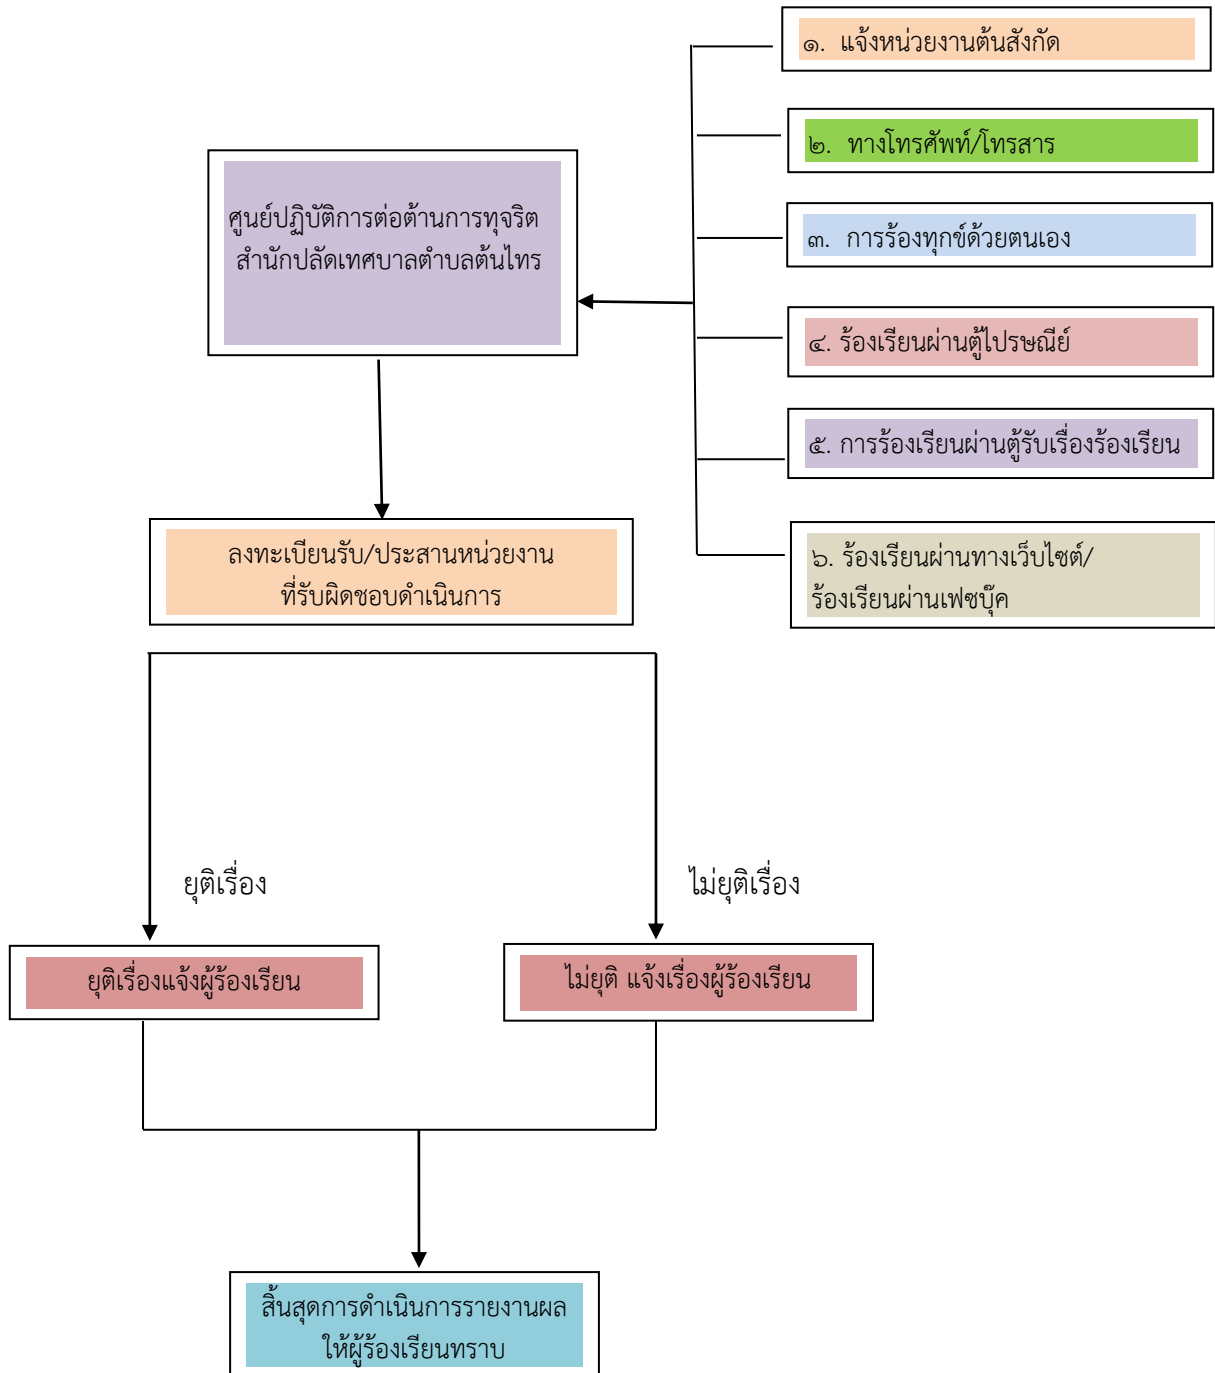 ๑. แจ้งหน่วยงานต้นสังกัด
๒. ทางโทรศัพท์/โทรสาร
ศูนย์ปฏิบัติการต่อต้านการทุจริต
สำนักปลัดเทศบาลตำบลต้นไทร
๓. การร้องทุกข์ด้วยตนเอง
๔. ร้องเรียนผ่านตู้ไปรษณีย์
๕. การร้องเรียนผ่านตู้รับเรื่องร้องเรียน
๖. ร้องเรียนผ่านทางเว็บไซต์/
ร้องเรียนผ่านเฟซบุ๊ค
ลงทะเบียนรับ/ประสานหน่วยงาน
ที่รับผิดชอบดำเนินการ
ยุติเรื่อง
ไม่ยุติเรื่อง
ยุติเรื่องแจ้งผู้ร้องเรียน
ไม่ยุติ แจ้งเรื่องผู้ร้องเรียน
สิ้นสุดการดำเนินการรายงานผล
ให้ผู้ร้องเรียนทราบ